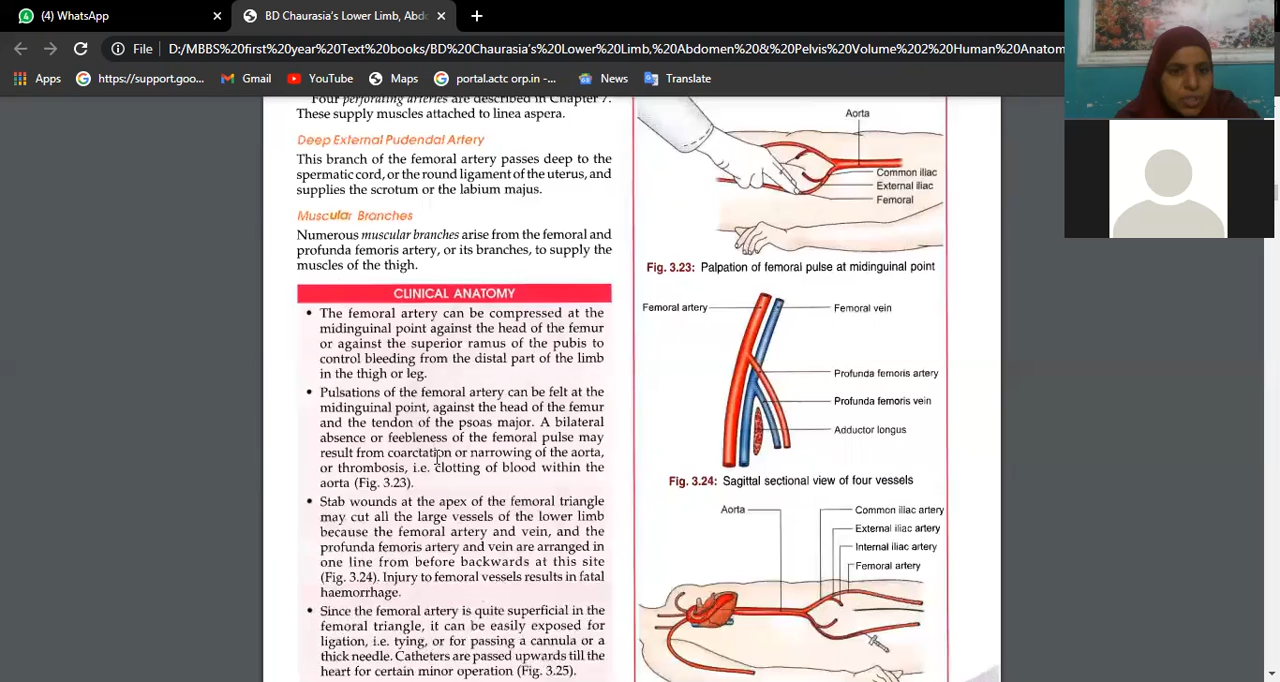 (4) WhatsApp
BD Chaurasia's Lower Limb, Abdo
File
D:/MBBS%20first%20year%20Text%20books/BD%20Chaurasia's%20Lower%20Limb,%20Abdomen%20&%20Pelvis%20Volume%202%20Human%20Anatom
Apps
https://support.goo...
Gmail
YouTube
Maps
portal.actc orp.in -...
News
Translate
Four perforating arteries are described in Chapter 7.
These supply muscles attached to linea aspera.
Deep External Pudendal Artery
This branch of the femoral artery passes deep to the
spermatic cord, or the round ligament of the uterus, and
supplies the scrotum or the labium majus.
Muscular Branches
Numerous muscular branches arise from the femoral and
profunda femoris artery, or its branches, to supply the
muscles of the thigh.
CLINICAL ANATOMY
• The femoral artery can be compressed at the
midinguinal point against the head of the femur
or against the superior ramus of the pubis to
control bleeding from the distal part of the limb
in the thigh or leg.
• Pulsations of the femoral artery can be felt at the
midinguinal point, against the head of the femur
and the tendon of the psoas major. A bilateral
absence or feebleness of the femoral pulse may
result from coarctation or narrowing of the aorta,
or thrombosis, i.e. clotting of blood within the
aorta (Fig. 3.23).
• Stab wounds at the apex of the femoral triangle
may cut all the large vessels of the lower limb
because the femoral artery and vein, and the
profunda femoris artery and vein are arranged in
one line from before backwards at this site
(Fig. 3.24). Injury to femoral vessels results in fatal
haemorrhage.
• Since the femoral artery is quite superficial in the
femoral triangle, it can be easily exposed for
ligation, i.e. tying, or for passing a cannula or a
thick needle. Catheters are passed upwards till the
heart for certain minor operation (Fig. 3.25).
Aorta
Common iliac
External iliac
Femoral
Fig. 3.23: Palpation of femoral pulse at midinguinal point
Femoral artery
Femoral vein
Profunda femoris artery
Profunda femoris vein
Adductor longus
Fig. 3.24: Sagittal sectional view of four vessels
Aorta
Common iliac artery
External iliac artery
Internal iliac artery
Femoral artery